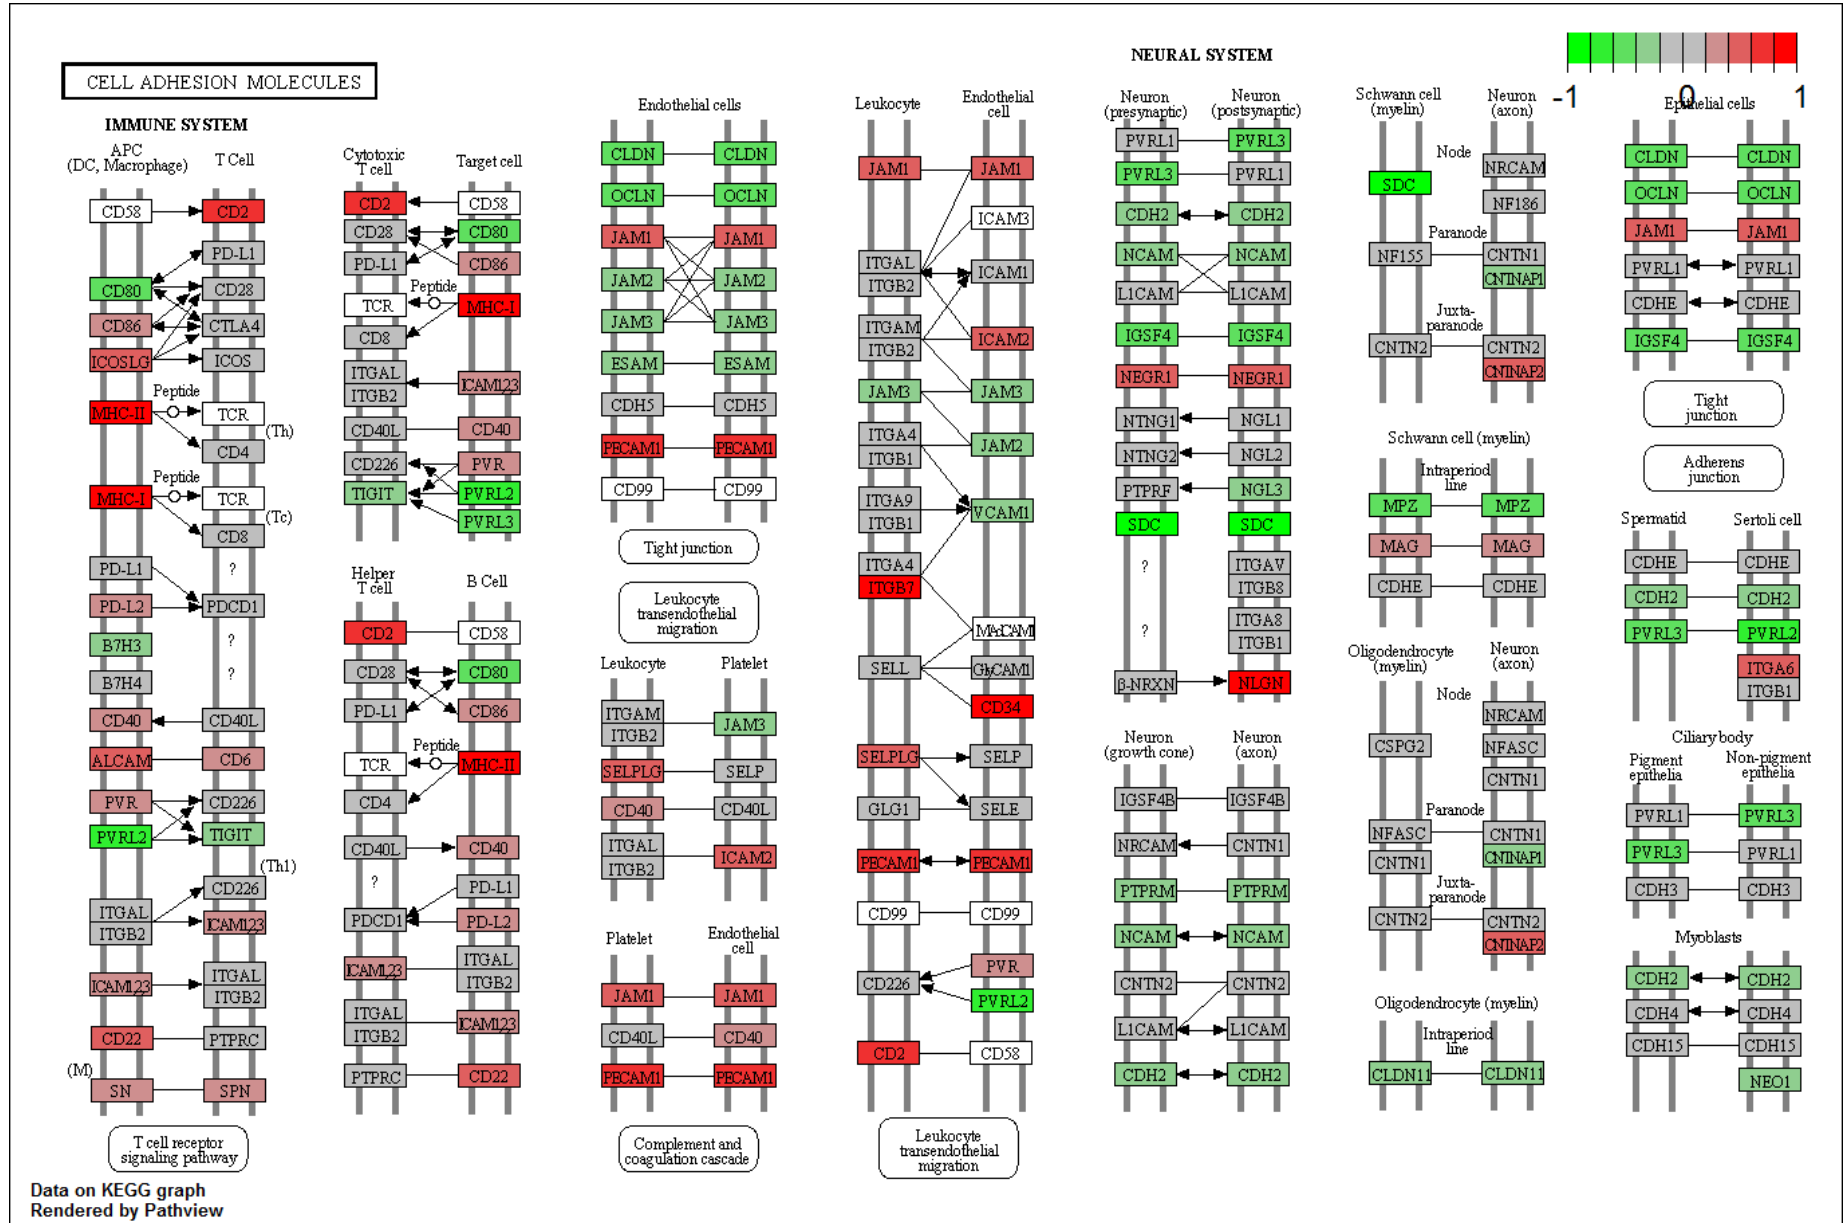 CELL ADHESION MOLECULES
IMMUNE SYSTEM
APC
(DC, Macrophage)
T Cell
CD58
CD2
PD-L1
CD80
CD28
CD86
CTLA4
ICOSLG
ICOS
Peptide
MHC-II
TCR
(Th)
CD4
Peptide
MHC-I
TCR
(Tc)
CD8
PD-L1
?
PD-L2
PDCD1
B7H3
?
B7H4
?
CD40
CD40L
ALCAM
CD6
PVR
CD226
PVRL2
TIGIT
(Th1)
CD226
ITGAL
ITGB2
ICAM1,2,3
ICAM1,2,3
ITGAL
ITGB2
CD22
PTPRC
(M)
SN
SPN
T cell receptor
signaling pathway
Cytotoxic
T cell
Target cell
CD2
CD58
CD28
CD80
PD-L1
CD86
Peptide
TCR
MHC-I
CD8
ITGAL
ITGB2
ICAM1,2,3
CD40L
CD40
CD226
PVR
TIGIT
PVRL2
PVRL3
Helper
T cell
B Cell
CD2
CD58
CD28
CD80
PD-L1
CD86
Peptide
TCR
MHC-II
CD4
CD40L
CD40
?
PD-L1
PDCD1
PD-L2
ICAM1,2,3
ITGAL
ITGB2
ITGAL
ITGB2
ICAM1,2,3
PTPRC
CD22
Endothelial cells
CLDN
CLDN
OCLN
OCLN
JAM1
JAM1
JAM2
JAM2
JAM3
JAM3
ESAM
ESAM
CDH5
CDH5
PECAM1
PECAM1
CD99
CD99
Tight junction
Leukocyte
transendothelial
migration
Leukocyte
Platelet
ITGAM
ITGB2
JAM3
SELPLG
SELP
CD40
CD40L
ITGAL
ITGB2
ICAM2
Platelet
Endothelial
cell
JAM1
JAM1
CD40L
CD40
PECAM1
PECAM1
Complement and
coagulation cascade
Leukocyte
Endothelial
cell
JAM1
JAM1
ICAM3
ITGAL
ITGB2
ICAM1
ITGAM
ITGB2
ICAM2
JAM3
JAM3
ITGA4
ITGB1
JAM2
ITGA9
ITGB1
VCAM1
ITGA4
ITGB7
MAdCAM1
SELL
GlyCAM1
CD34
SELPLG
SELP
GLG1
SELE
PECAM1
PECAM1
CD99
CD99
PVR
CD226
PVRL2
CD2
CD58
Leukocyte
transendothelial
migration
NEURAL SYSTEM
Neuron
(presynaptic)
Neuron
(postsynaptic)
PVRL1
PVRL3
PVRL3
PVRL1
CDH2
CDH2
NCAM
NCAM
L1CAM
L1CAM
IGSF4
IGSF4
NEGR1
NEGR1
NTNG1
NGL1
NTNG2
NGL2
PTPRF
NGL3
SDC
SDC
?
ITGAV
ITGB8
?
ITGA8
ITGB1
β-NRXN
NLGN
Neuron
(growth cone)
Neuron
(axon)
IGSF4B
IGSF4B
NRCAM
CNTN1
PTPRM
PTPRM
NCAM
NCAM
CNTN2
CNTN2
L1CAM
L1CAM
CDH2
CDH2
Schwann cell
(myelin)
Neuron
(axon)
Node
SDC
NRCAM
NF186
Paranode
NF155
CNTN1
CNTNAP1
Juxta-
paranode
CNTN2
CNTN2
CNTNAP2
Schwann cell (myelin)
Intraperiod
line
MPZ
MPZ
MAG
MAG
CDHE
CDHE
Oligodendrocyte
(myelin)
Neuron
(axon)
Node
NRCAM
CSPG2
NFASC
CNTN1
Paranode
NFASC
CNTN1
CNTN1
CNTNAP1
Juxta-
paranode
CNTN2
CNTN2
CNTNAP2
Oligodendrocyte (myelin)
Intraperiod
line
CLDN11
CLDN11
-1
0
1
Epithelial cells
CLDN
CLDN
OCLN
OCLN
JAM1
JAM1
PVRL1
PVRL1
CDHE
CDHE
IGSF4
IGSF4
Tight
junction
Adherens
junction
Spermatid
Sertoli cell
CDHE
CDHE
CDH2
CDH2
PVRL3
PVRL2
ITGA6
ITGB1
Ciliary body
Pigment
epithelia
Non-pigment
epithelia
PVRL1
PVRL3
PVRL3
PVRL1
CDH3
CDH3
Myoblasts
CDH2
CDH2
CDH4
CDH4
CDH15
CDH15
NEO1
Data on KEGG graph
Rendered by Pathview